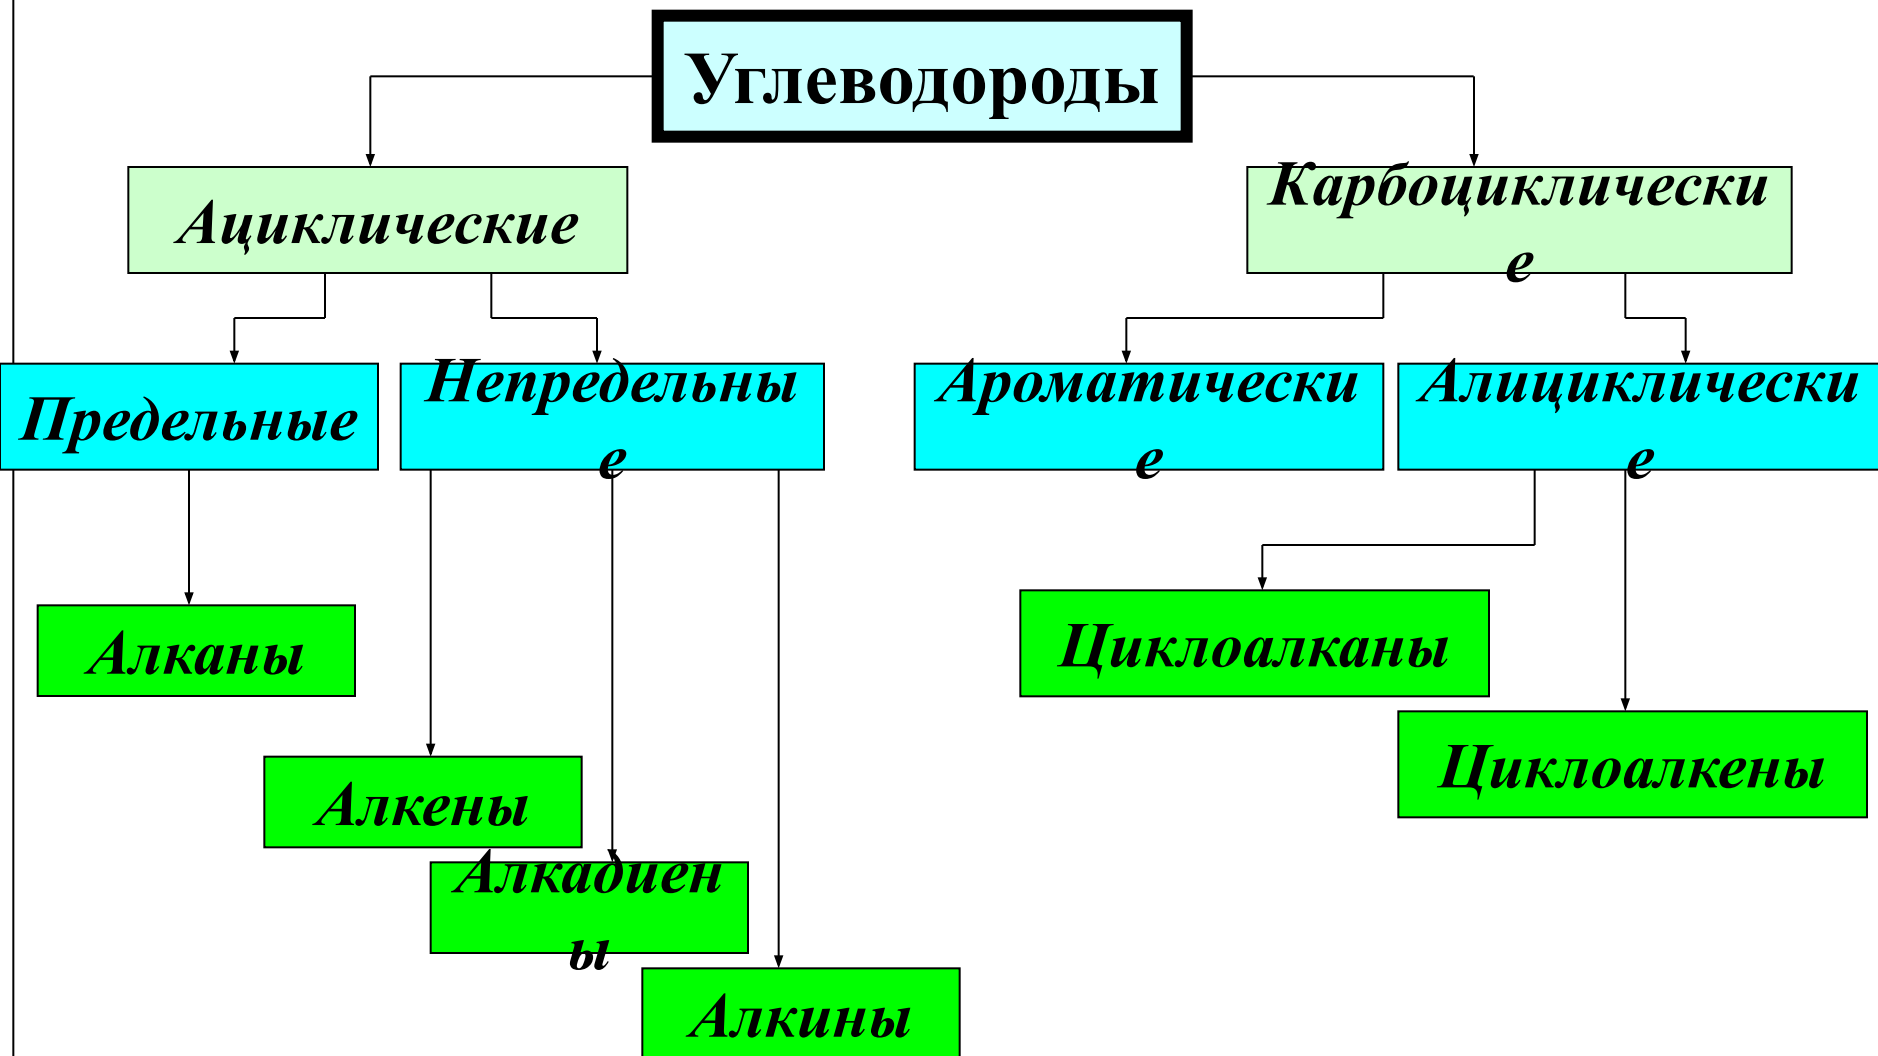 Углеводороды
Ациклические
Карбоциклически
е
Предельные
Непредельны
е
Ароматически
е
Алициклически
е
Алканы
Циклоалканы
Циклоалкены
Алкены
Алкадиен
ы
Алкины